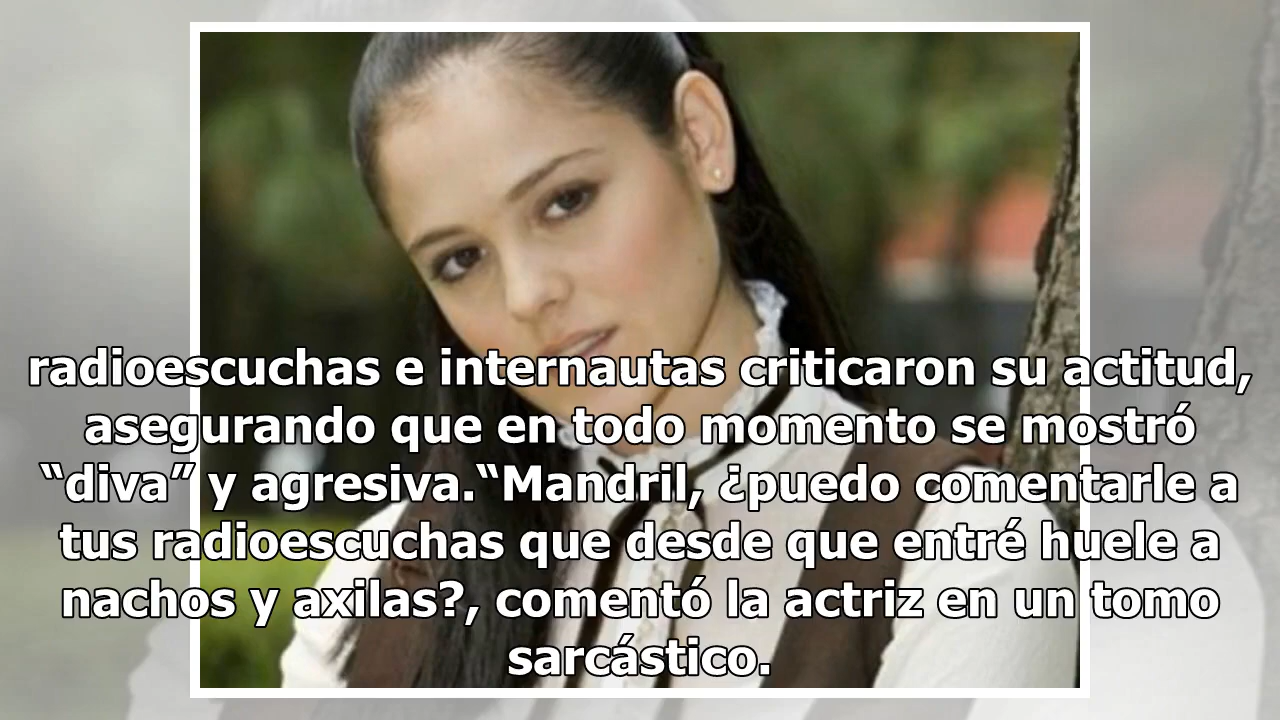 radioescuchas e internautas criticaron su actitud,
asegurando que en todo momento se mostró
“diva” y agresiva.“Mandril, ¿puedo comentarle a
tus radioescuchas que desde que entré huele a
nachos y axilas?, comentó la actriz en un tomo
sarcástico.